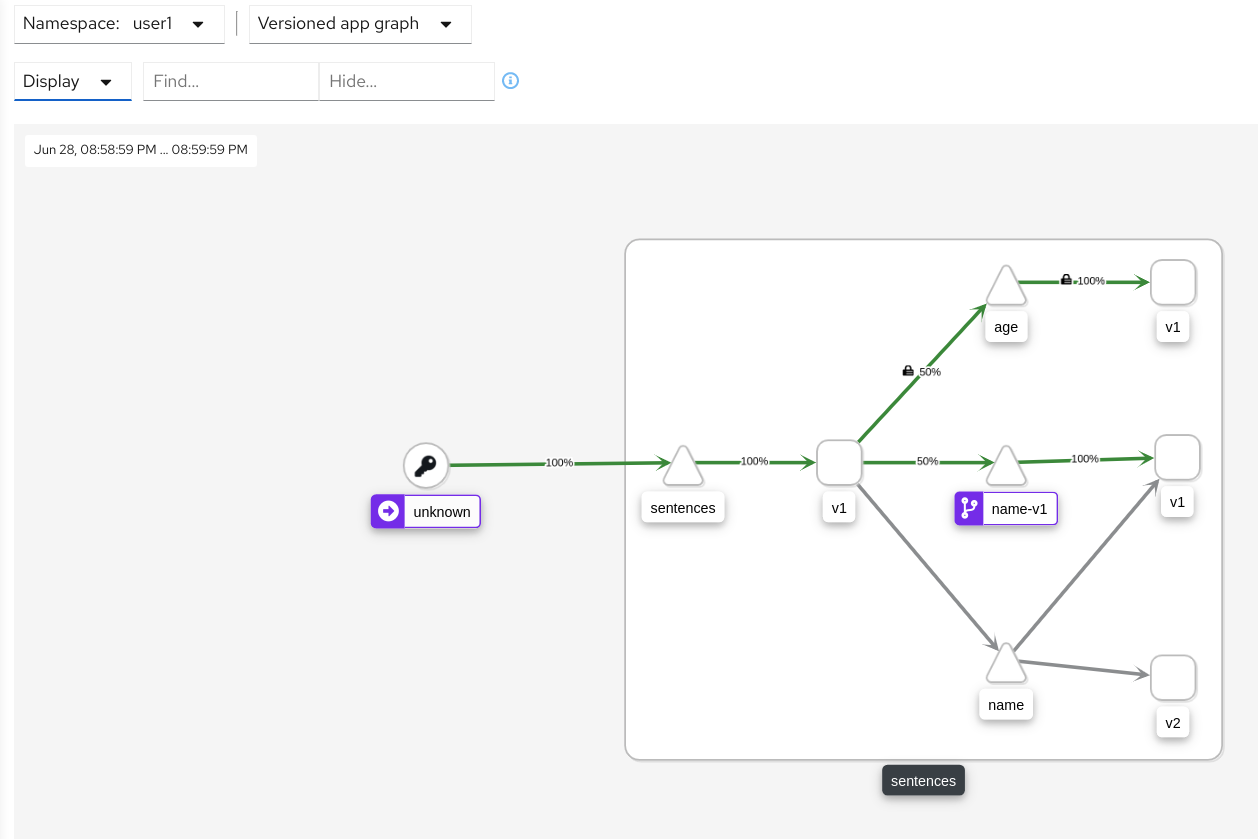 Namespace: user1
Versioned app graph
Display
Find...
Hide...
Jun 28, 08:58:59 PM ... 08:59:59 PM
100%
age
v1
50%
100%
100%
50%
100%
unknown
sentences
v1
name-v1
v1
name
v2
sentences